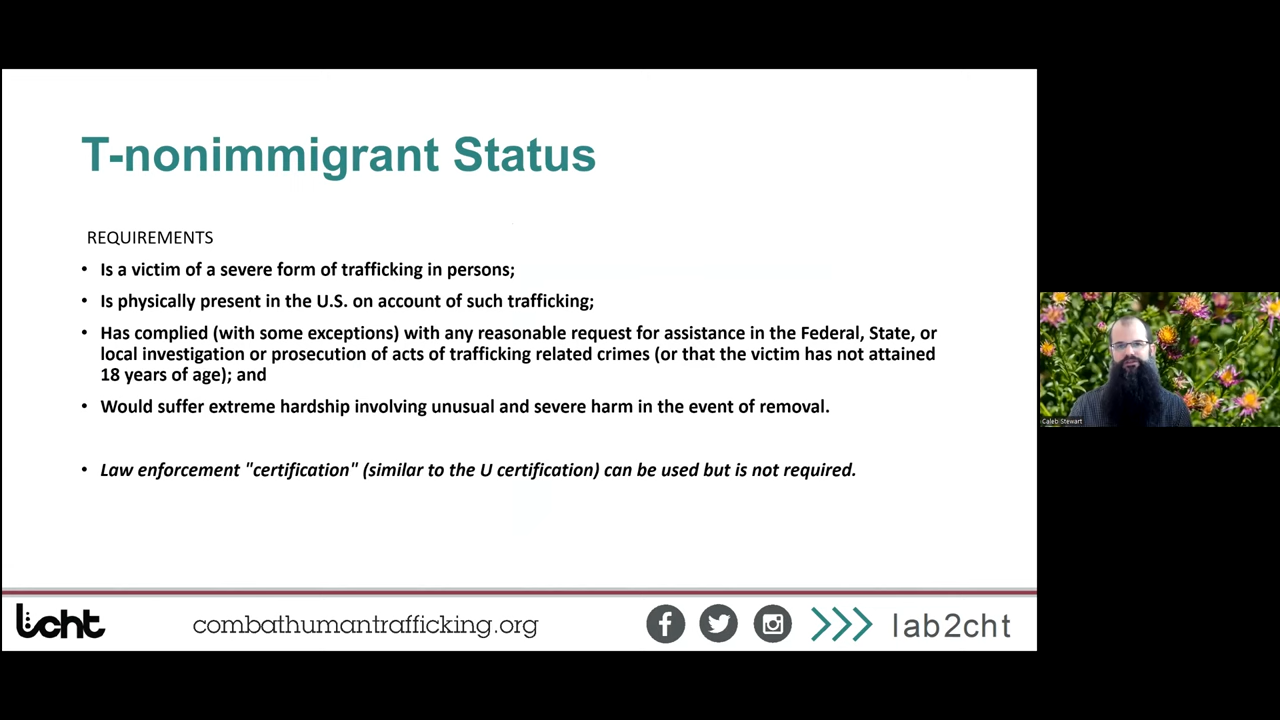 T-nonimmigrant Status
REQUIREMENTS
• Is a victim of a severe form of trafficking in persons;
• Is physically present in the U.S. on account of such trafficking;
• Has complied (with some exceptions) with any reasonable request for assistance in the Federal, State, or
local investigation or prosecution of acts of trafficking related crimes (or that the victim has not attained
18 years of age); and
• Would suffer extreme hardship involving unusual and severe harm in the event of removal.
• Law enforcement "certification" (similar to the U certification) can be used but is not required.
Caleb Stewart
lcht
combathumantrafficking.org
lab2cht